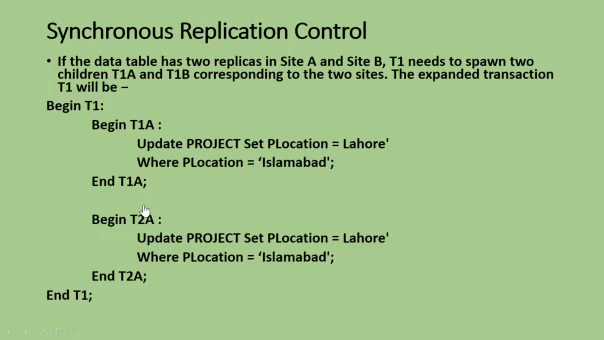 Synchronous Replication Control
• If the data table has two replicas in Site A and Site B, T1 needs to spawn two
children T1A and T1B corresponding to the two sites. The expanded transaction
T1 will be –
Begin T1:
Begin T1A :
Update PROJECT Set PLocation = Lahore'
Where PLocation = ‘Islamabad';
End T1A;
Begin T2A :
Update PROJECT Set PLocation = Lahore'
Where PLocation = ‘Islamabad';
End T2A;
End T1;